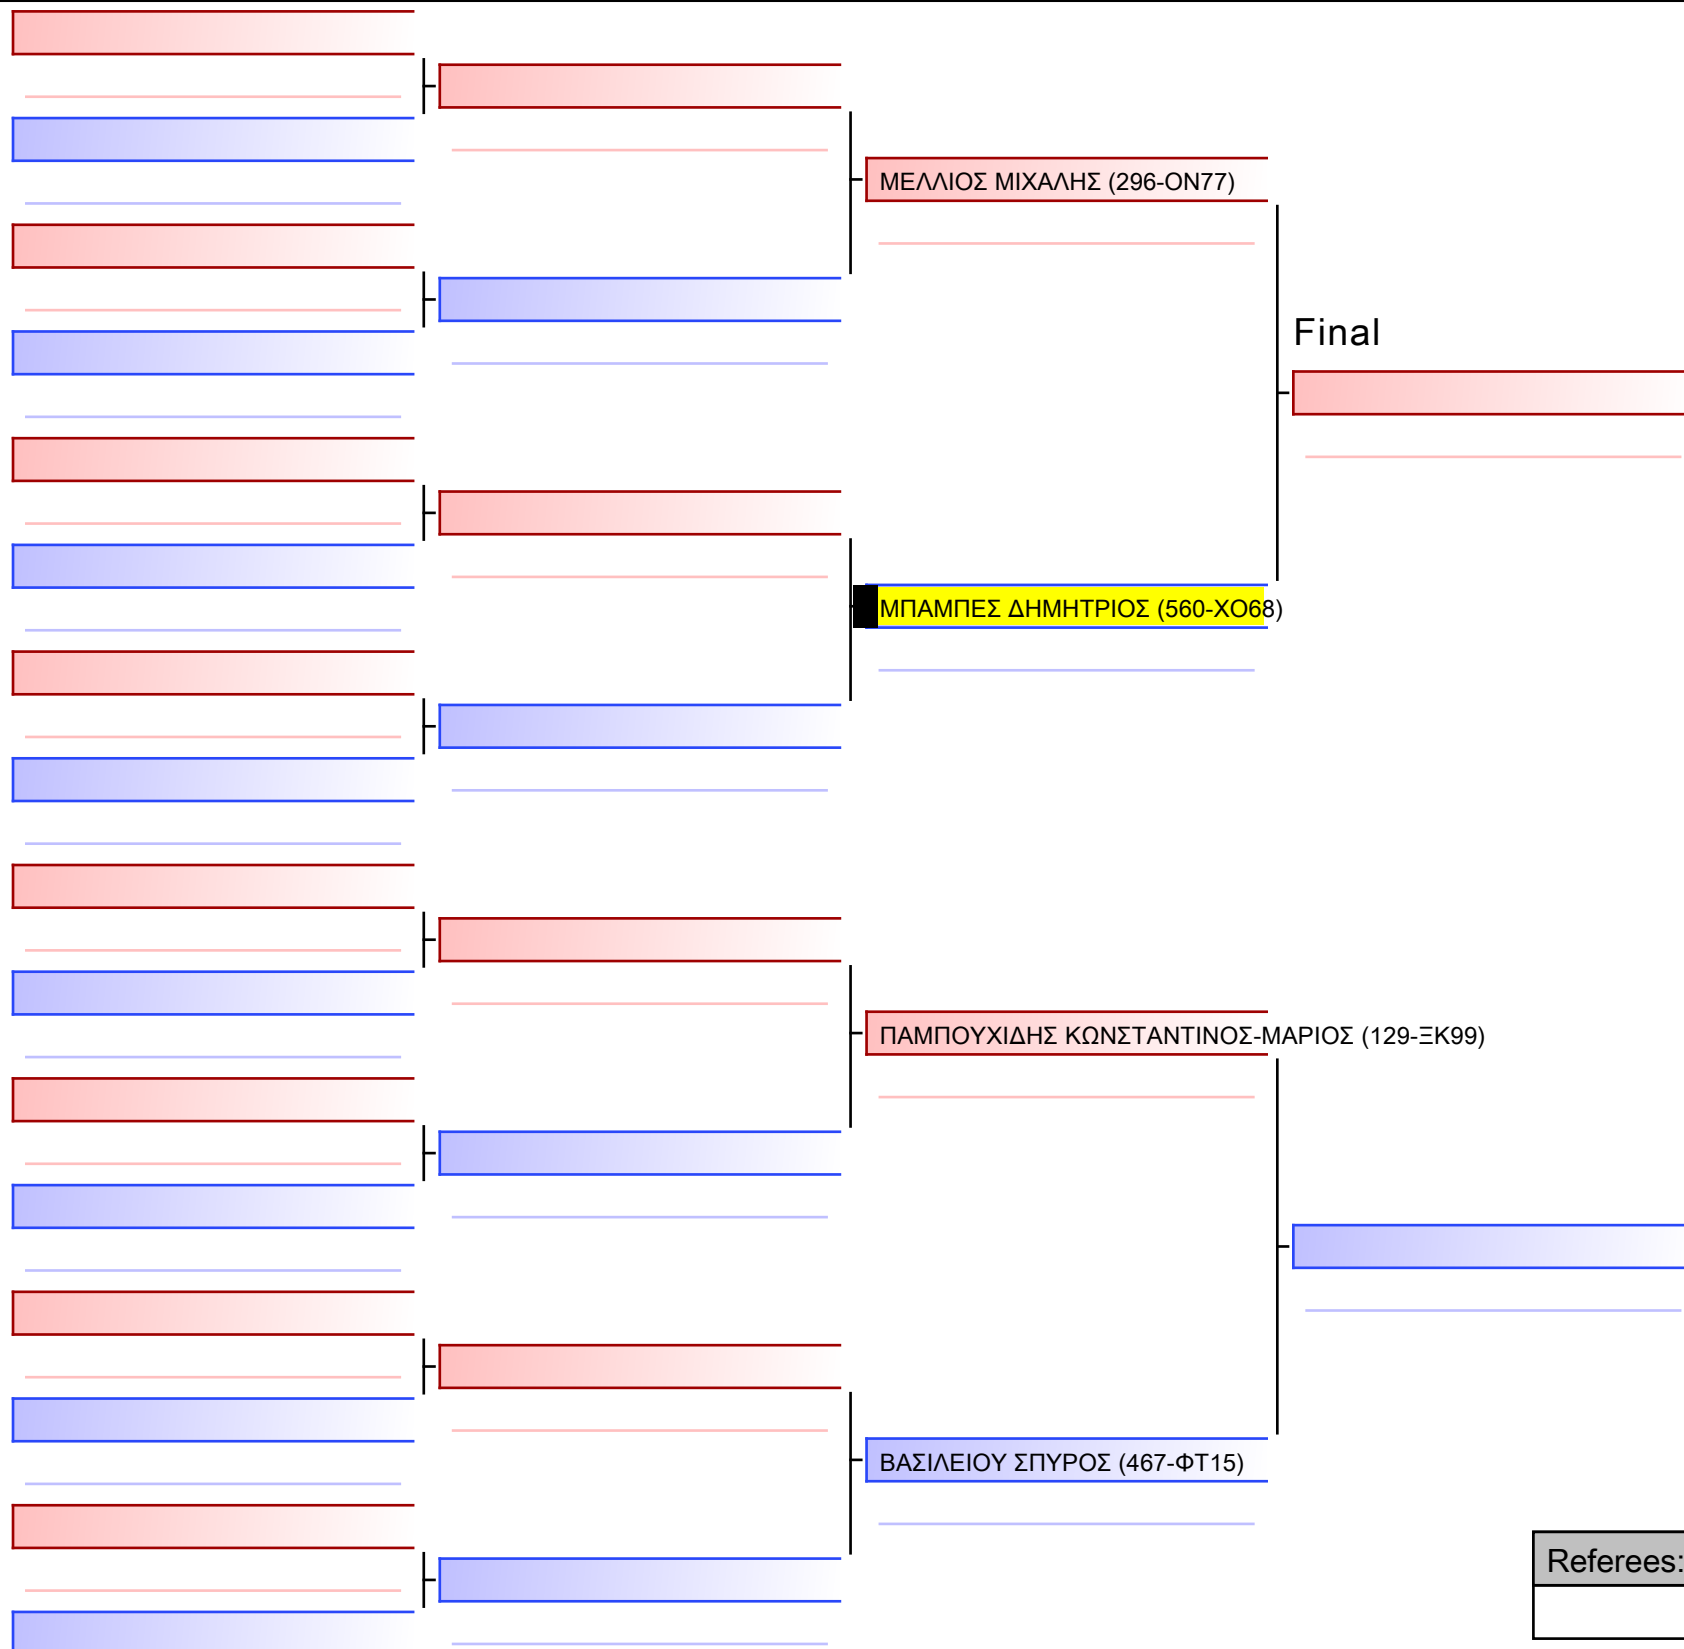 ΜΕΛΛΙΟΣ ΜΙΧΑΛΗΣ (296-ΟΝ77)
Final
ΜΠΑΜΠΕΣ ΔΗΜΗΤΡΙΟΣ (560-ΧΟ68)
ΠΑΜΠΟΥΧΙΔΗΣ ΚΩΝΣΤΑΝΤΙΝΟΣ-ΜΑΡΙΟΣ (129-ΞΚ99)
ΒΑΣΙΛΕΙΟΥ ΣΠΥΡΟΣ (467-ΦΤ15)
Referees: